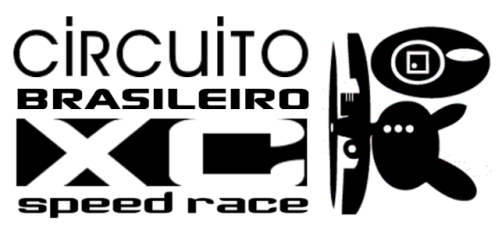 CIRCUITO
BRASILEIRO
XC
speed race